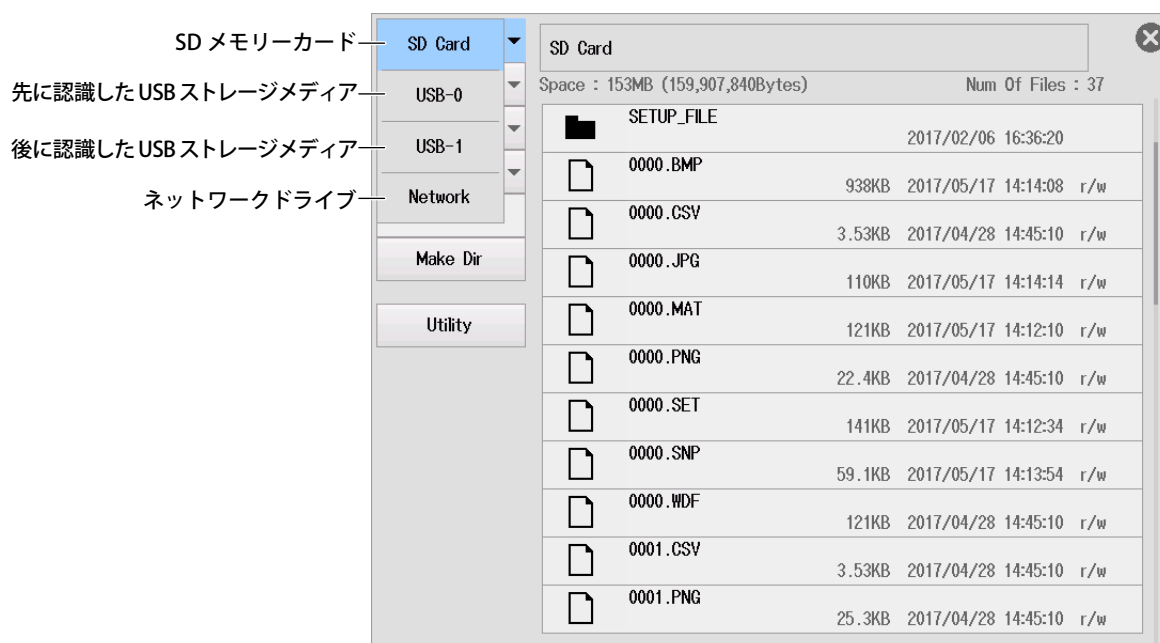 SD メモリーカード
先に認識した USB ストレージメディア
後に認識した USB ストレージメディア
ネットワークドライブ
SD Card
USB-0
USB-1
Network
Make Dir
Utility
SD Card
Space : 153MB (159,907,840Bytes) Num Of Files : 37
SETUP_FILE
2017/02/06 16:36:20
0000.BMP
938KB 2017/05/17 14:14:08 r/w
0000.CSV
3.53KB 2017/04/28 14:45:10 r/w
0000.JPG
110KB 2017/05/17 14:14:14 r/w
0000.MAT
121KB 2017/05/17 14:12:10 r/w
0000.PNG
22.4KB 2017/04/28 14:45:10 r/w
0000.SET
141KB 2017/05/17 14:12:34 r/w
0000.SNP
59.1KB 2017/05/17 14:13:54 r/w
0000.WDF
121KB 2017/04/28 14:45:10 r/w
0001.CSV
3.53KB 2017/04/28 14:45:10 r/w
0001.PNG
25.3KB 2017/04/28 14:45:10 r/w